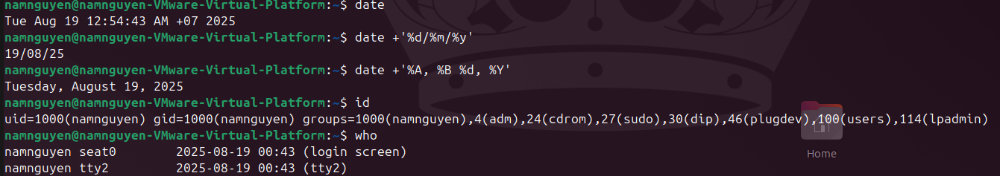 namnguyen@namnguyen-VMware-Virtual-Platform:~$ date
Tue Aug 19 12:54:43 AM +07 2025
namnguyen@namnguyen-VMware-Virtual-Platform:~$ date +'%d/%m/%y'
19/08/25
namnguyen@namnguyen-VMware-Virtual-Platform:~$ date +'%A, %B %d, %Y'
Tuesday, August 19, 2025
namnguyen@namnguyen-VMware-Virtual-Platform:~$ id
uid=1000(namnguyen) gid=1000(namnguyen) groups=1000(namnguyen),4(adm),24(cdrom),27(sudo),30(dip),46(plugdev),100(users),114(lpadmin)
namnguyen@namnguyen-VMware-Virtual-Platform:~$ who
namnguyen seat0        2025-08-19 00:43 (login screen)
namnguyen tty2         2025-08-19 00:43 (tty2)
Home